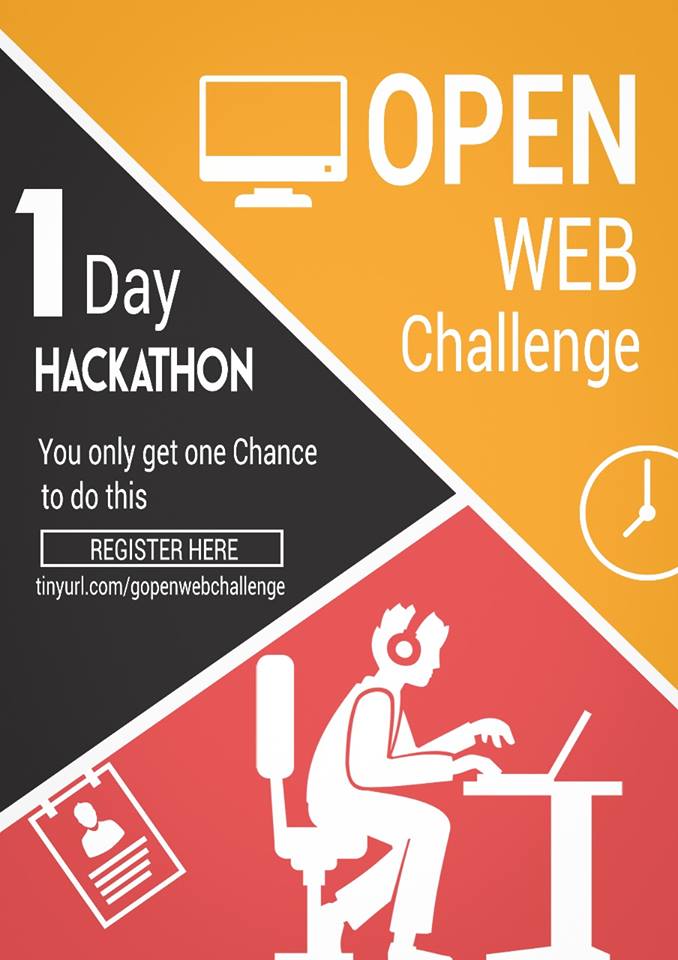 OPEN
WEB
Challenge
1 Day
HACKATHON
You only get one Chance
to do this
REGISTER HERE
tinyurl.com/gopenwebchallenge